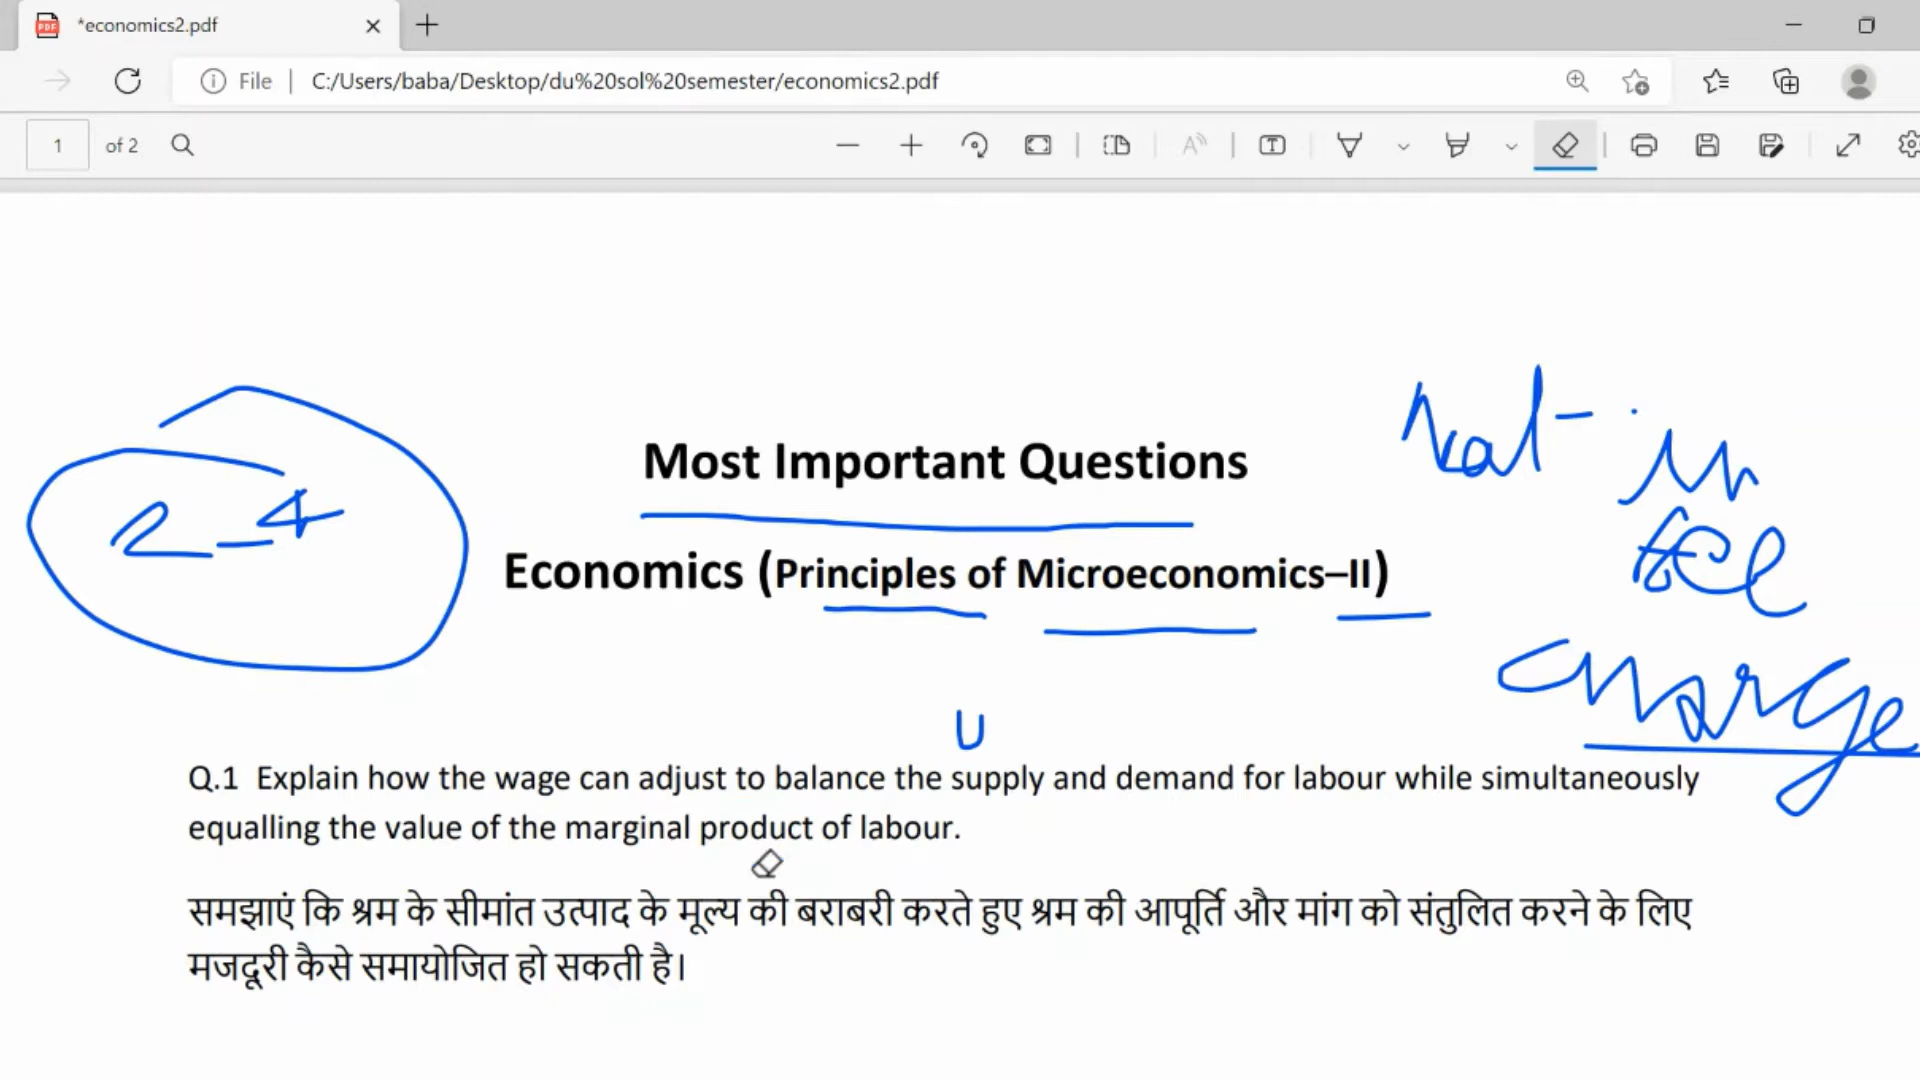 *economics2.pdf
File
C:/Users/baba/Desktop/du%20sol%20semester/economics2.pdf
1 of 2
2-4
Most Important Questions
Economics (Principles of Microeconomics–II)
in
charge
U
Q.1 Explain how the wage can adjust to balance the supply and demand for labour while simultaneously
equalling the value of the marginal product of labour.
समझाएं कि श्रम के सीमांत उत्पाद के मूल्य की बराबरी करते हुए श्रम की आपूर्ति और मांग को संतुलित करने के लिए
मजदूरी कैसे समायोजित हो सकती है।